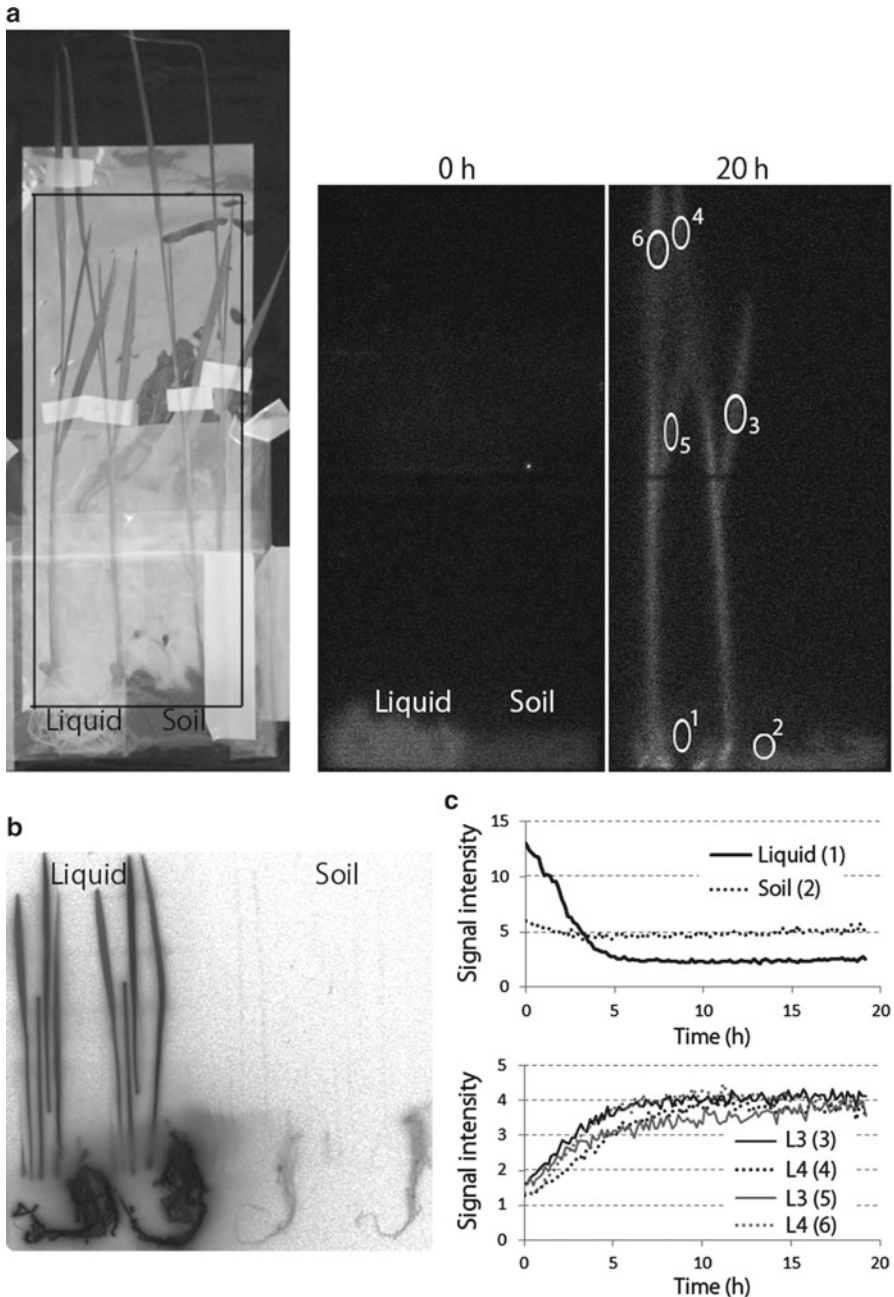 a
0 h
20 h
6
4
3
5
1
2
Liquid Soil
Liquid Soil
b
Liquid Soil
c
15
10
5
0
Signal intensity
Liquid (1)
Soil (2)
0 5 10 15 20
Time (h)
5
4
3
2
1
0
Signal intensity
L3 (3)
L4 (4)
L3 (5)
L4 (6)
0 5 10 15 20
Time (h)